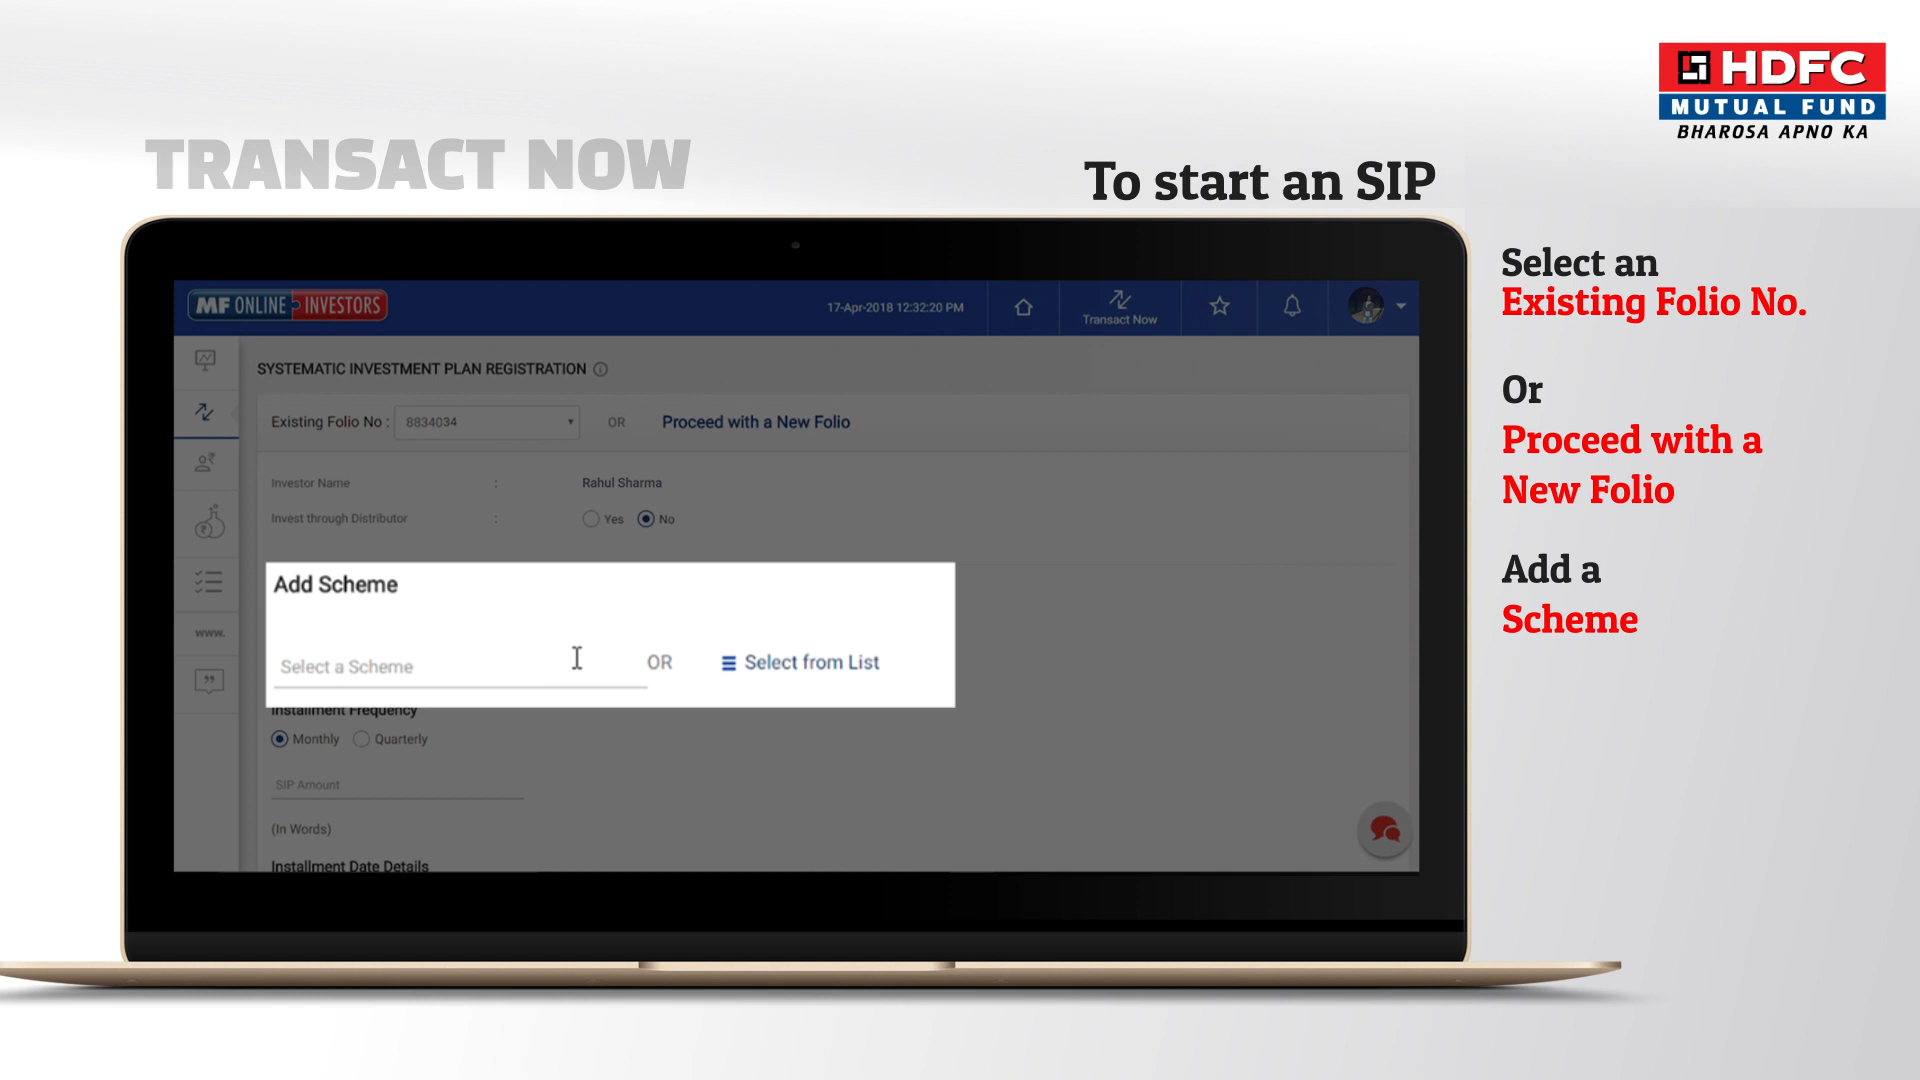 HDFC
MUTUAL FUND
BHAROSA APNO KA
TRANSACT NOW
To start an SIP
MF ONLINE - INVESTORS
17-Apr-2018 12:32:20 PM
Transact Now
SYSTEMATIC INVESTMENT PLAN REGISTRATION
Existing Folio No : 8834034 OR Proceed with a New Folio
Investor Name : Rahul Sharma
Invest through Distributor : Yes No
Add Scheme
Select a Scheme OR Select from List
Installment Frequency
Monthly Quarterly
SIP Amount
(In Words)
Installment Date Details
www.
Select an
Existing Folio No.
Or
Proceed with a
New Folio
Add a
Scheme